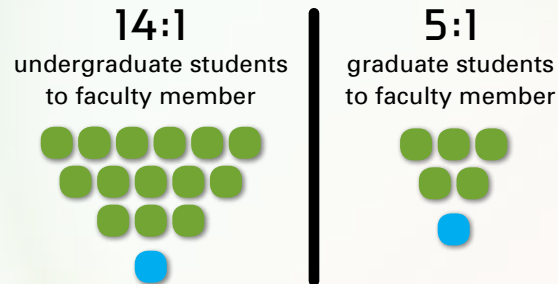 14:1
undergraduate students
to faculty member
5:1
graduate students
to faculty member